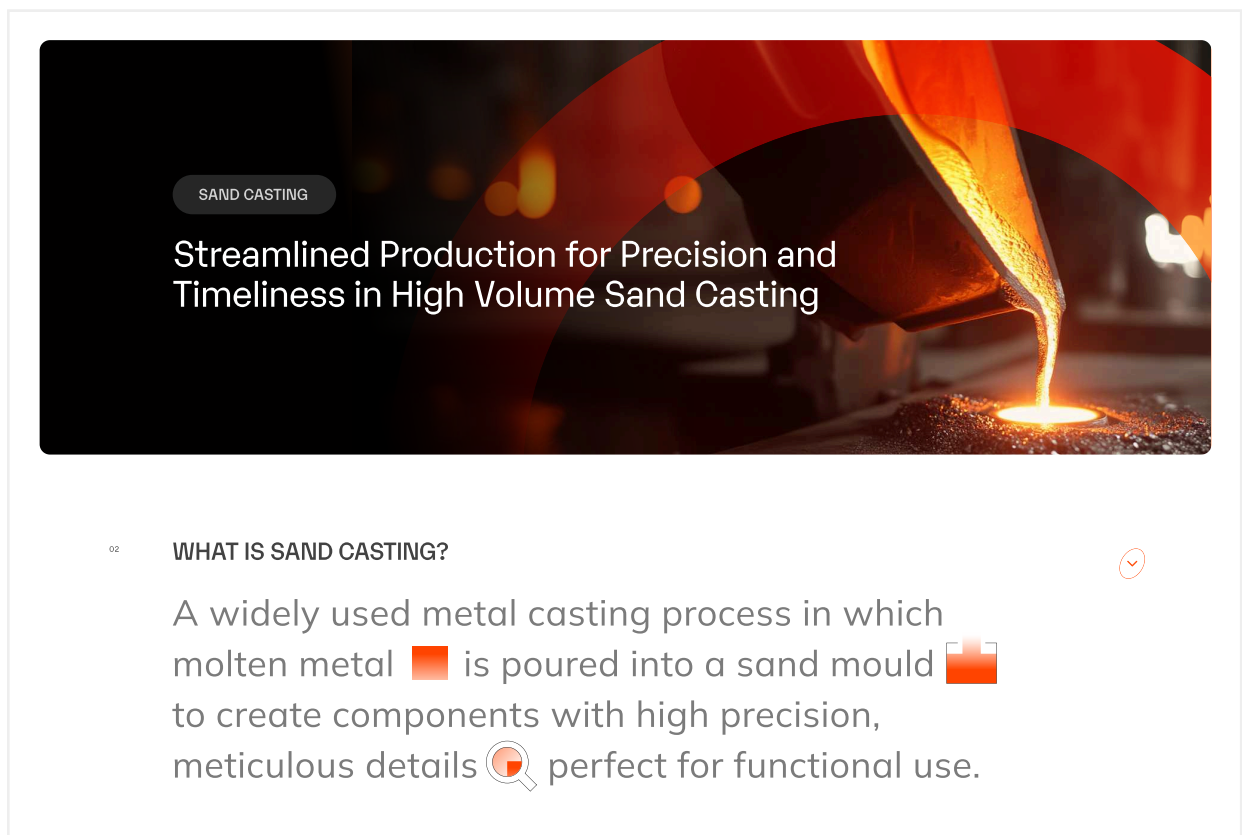 SAND CASTING
Streamlined Production for Precision and
Timeliness in High Volume Sand Casting
02
WHAT IS SAND CASTING?
A widely used metal casting process in which
molten metal is poured into a sand mould
to create components with high precision,
meticulous details perfect for functional use.